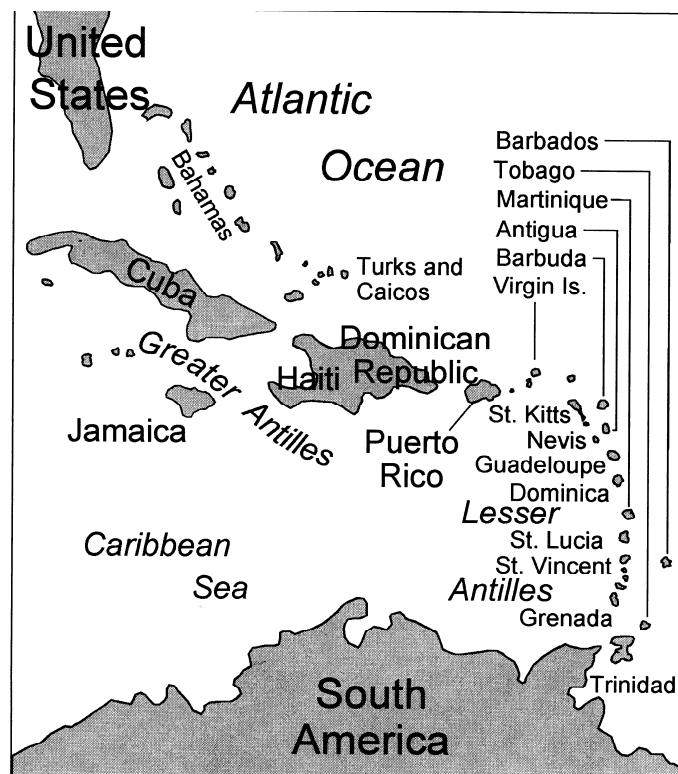 United
States
Atlantic
Ocean
Bahamas
Barbados
Tobago
Martinique
Antigua
Barbuda
Virgin Is.
Turks and
Caicos
Cuba
Dominican
Republic
Haiti
Greater Antilles
Jamaica
Puerto
Rico
St. Kitts
Nevis
Guadeloupe
Dominica
Lesser
Antilles
St. Lucia
St. Vincent
Grenada
Caribbean
Sea
Trinidad
South
America